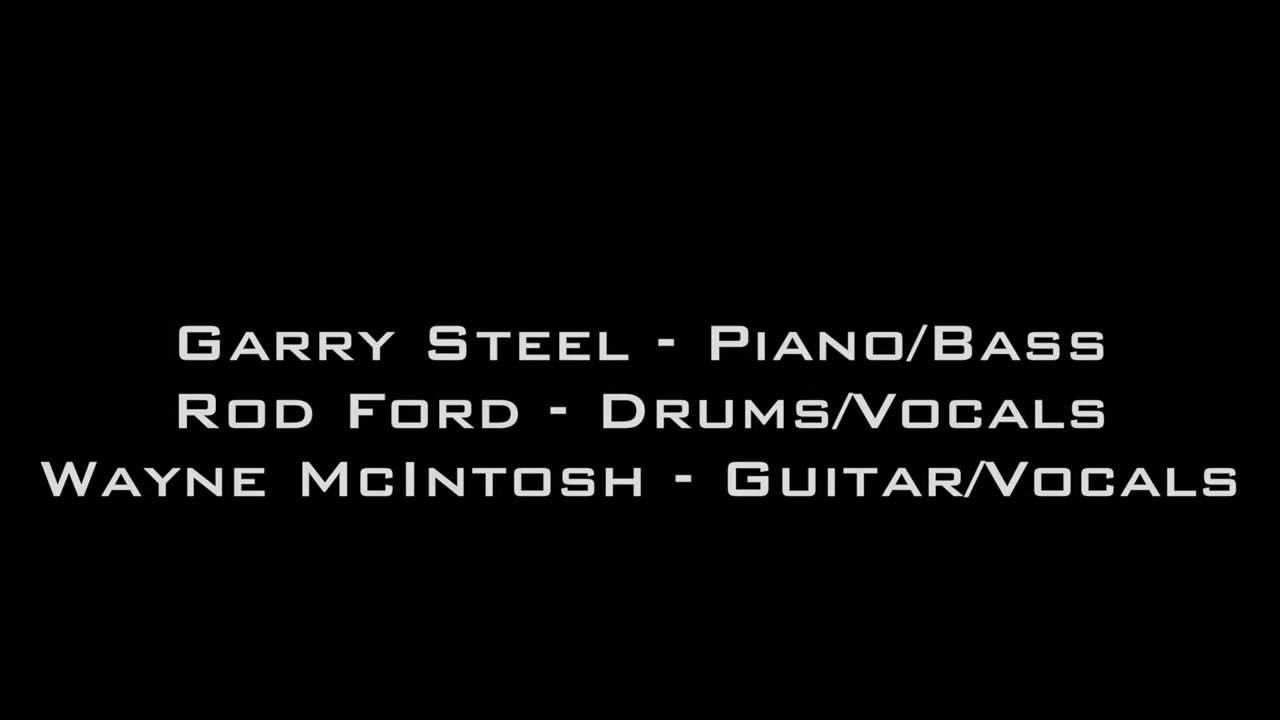 Garry Steel - Piano/Bass
Rod Ford - Drums/Vocals
Wayne McIntosh - Guitar/Vocals